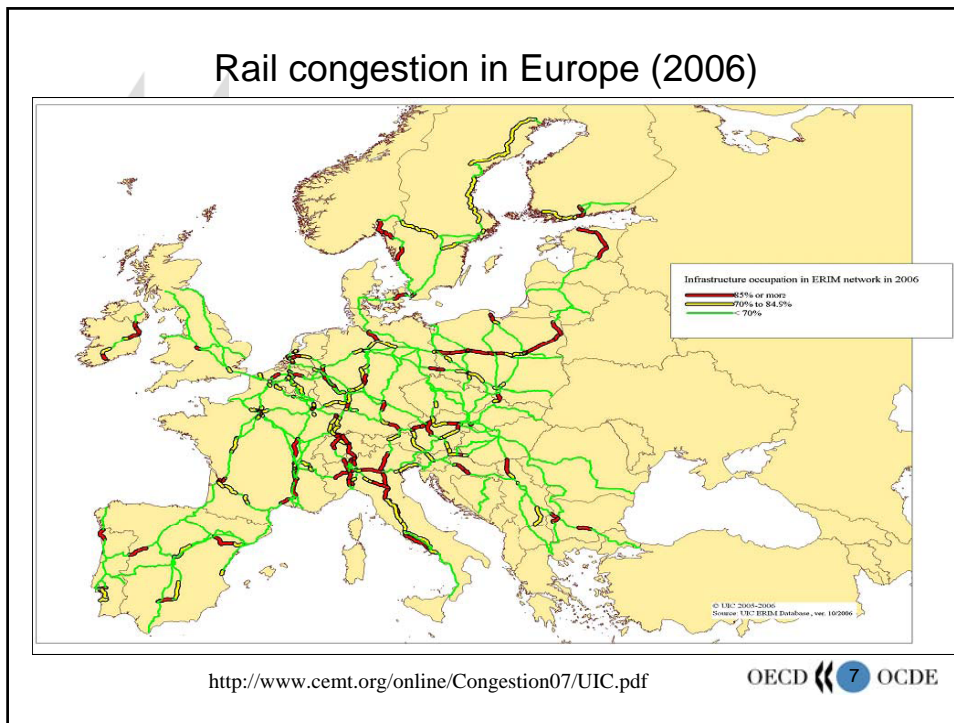 Rail congestion in Europe (2006)
Infrastructure occupation in ERIM network in 2006
85% or more
70% to 84.9%
< 70%
© UIC 2005-2006
Source: UIC ERIM Database, ver. 10/2006
http://www.cemt.org/online/Congestion07/UIC.pdf
OECD 7 OCDE